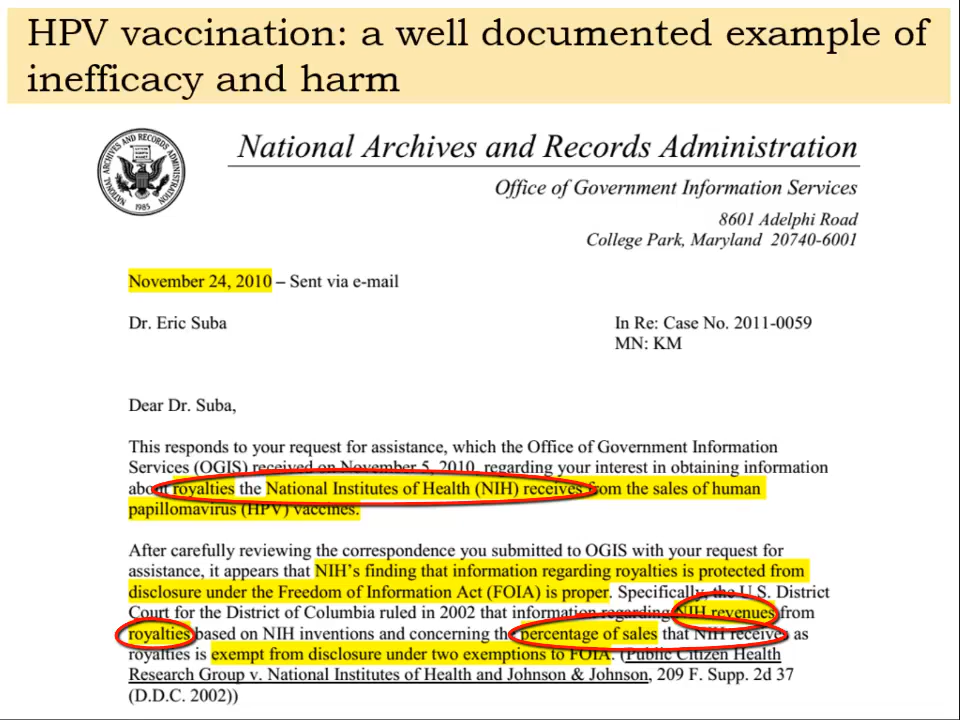 HPV vaccination: a well documented example of
inefficacy and harm
NATIONAL ARCHIVES AND RECORDS ADMINISTRATION
1985
National Archives and Records Administration
Office of Government Information Services
8601 Adelphi Road
College Park, Maryland 20740-6001
November 24, 2010 – Sent via e-mail
Dr. Eric Suba
In Re: Case No. 2011-0059
MN: KM
Dear Dr. Suba,
This responds to your request for assistance, which the Office of Government Information
Services (OGIS) received on November 5, 2010, regarding your interest in obtaining information
about royalties the National Institutes of Health (NIH) receives from the sales of human
papillomavirus (HPV) vaccines.
After carefully reviewing the correspondence you submitted to OGIS with your request for
assistance, it appears that NIH's finding that information regarding royalties is protected from
disclosure under the Freedom of Information Act (FOIA) is proper. Specifically, the U.S. District
Court for the District of Columbia ruled in 2002 that information regarding NIH revenues from
royalties based on NIH inventions and concerning the percentage of sales that NIH receives as
royalties is exempt from disclosure under two exemptions to FOIA. (Public Citizen Health
Research Group v. National Institutes of Health and Johnson & Johnson, 209 F. Supp. 2d 37
(D.D.C. 2002))